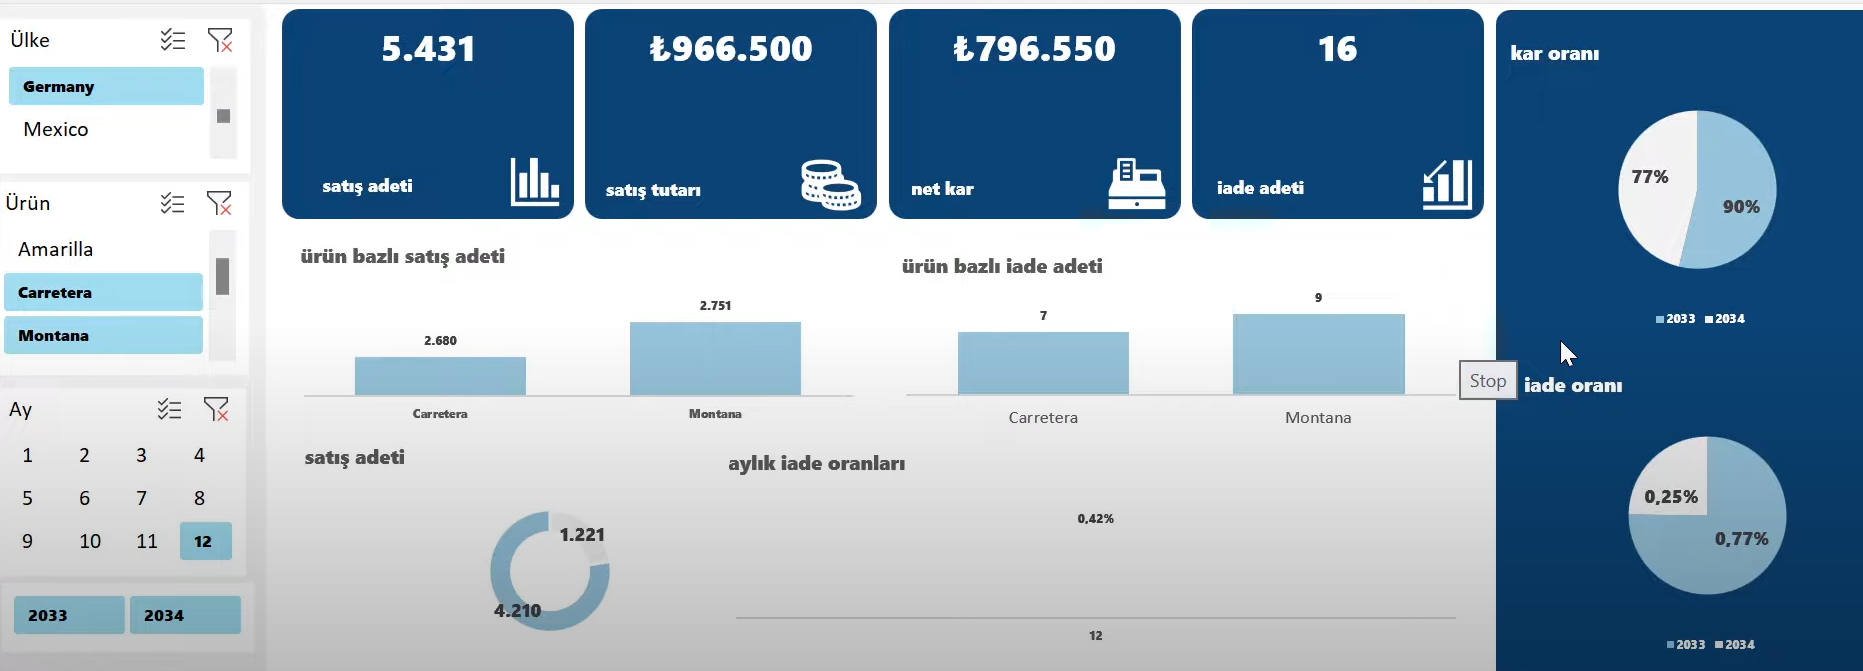 Ülke
Germany
Mexico
Ürün
Amarilla
Carretera
Montana
Ay
1 2 3 4
5 6 7 8
9 10 11 12
2033 2034
5.431
satış adeti
₺966.500
satış tutarı
₺796.550
net kar
16
iade adeti
ürün bazlı satış adeti
2.680
2.751
Carretera
Montana
ürün bazlı iade adeti
7
9
Carretera
Montana
satış adeti
1.221
4.210
aylık iade oranları
0,42%
12
kar oranı
77%
90%
2033 2034
Stop
iade oranı
0,25%
0,77%
2033 2034